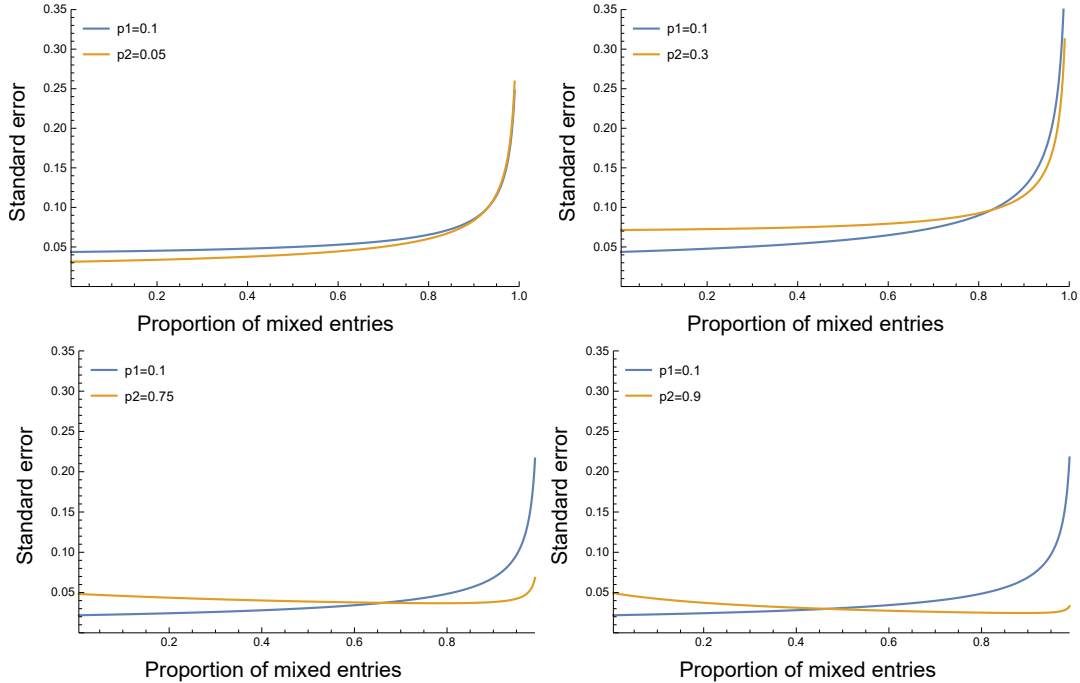 0.35
0.30
0.25
0.20
0.15
0.10
0.05
Standard error
p1=0.1
p2=0.05
0.2 0.4 0.6 0.8 1.0
Proportion of mixed entries
0.35
0.30
0.25
0.20
0.15
0.10
0.05
Standard error
p1=0.1
p2=0.3
0.2 0.4 0.6 0.8 1.0
Proportion of mixed entries
0.35
0.30
0.25
0.20
0.15
0.10
0.05
Standard error
p1=0.1
p2=0.75
0.2 0.4 0.6 0.8
Proportion of mixed entries
0.35
0.30
0.25
0.20
0.15
0.10
0.05
Standard error
p1=0.1
p2=0.9
0.2 0.4 0.6 0.8
Proportion of mixed entries